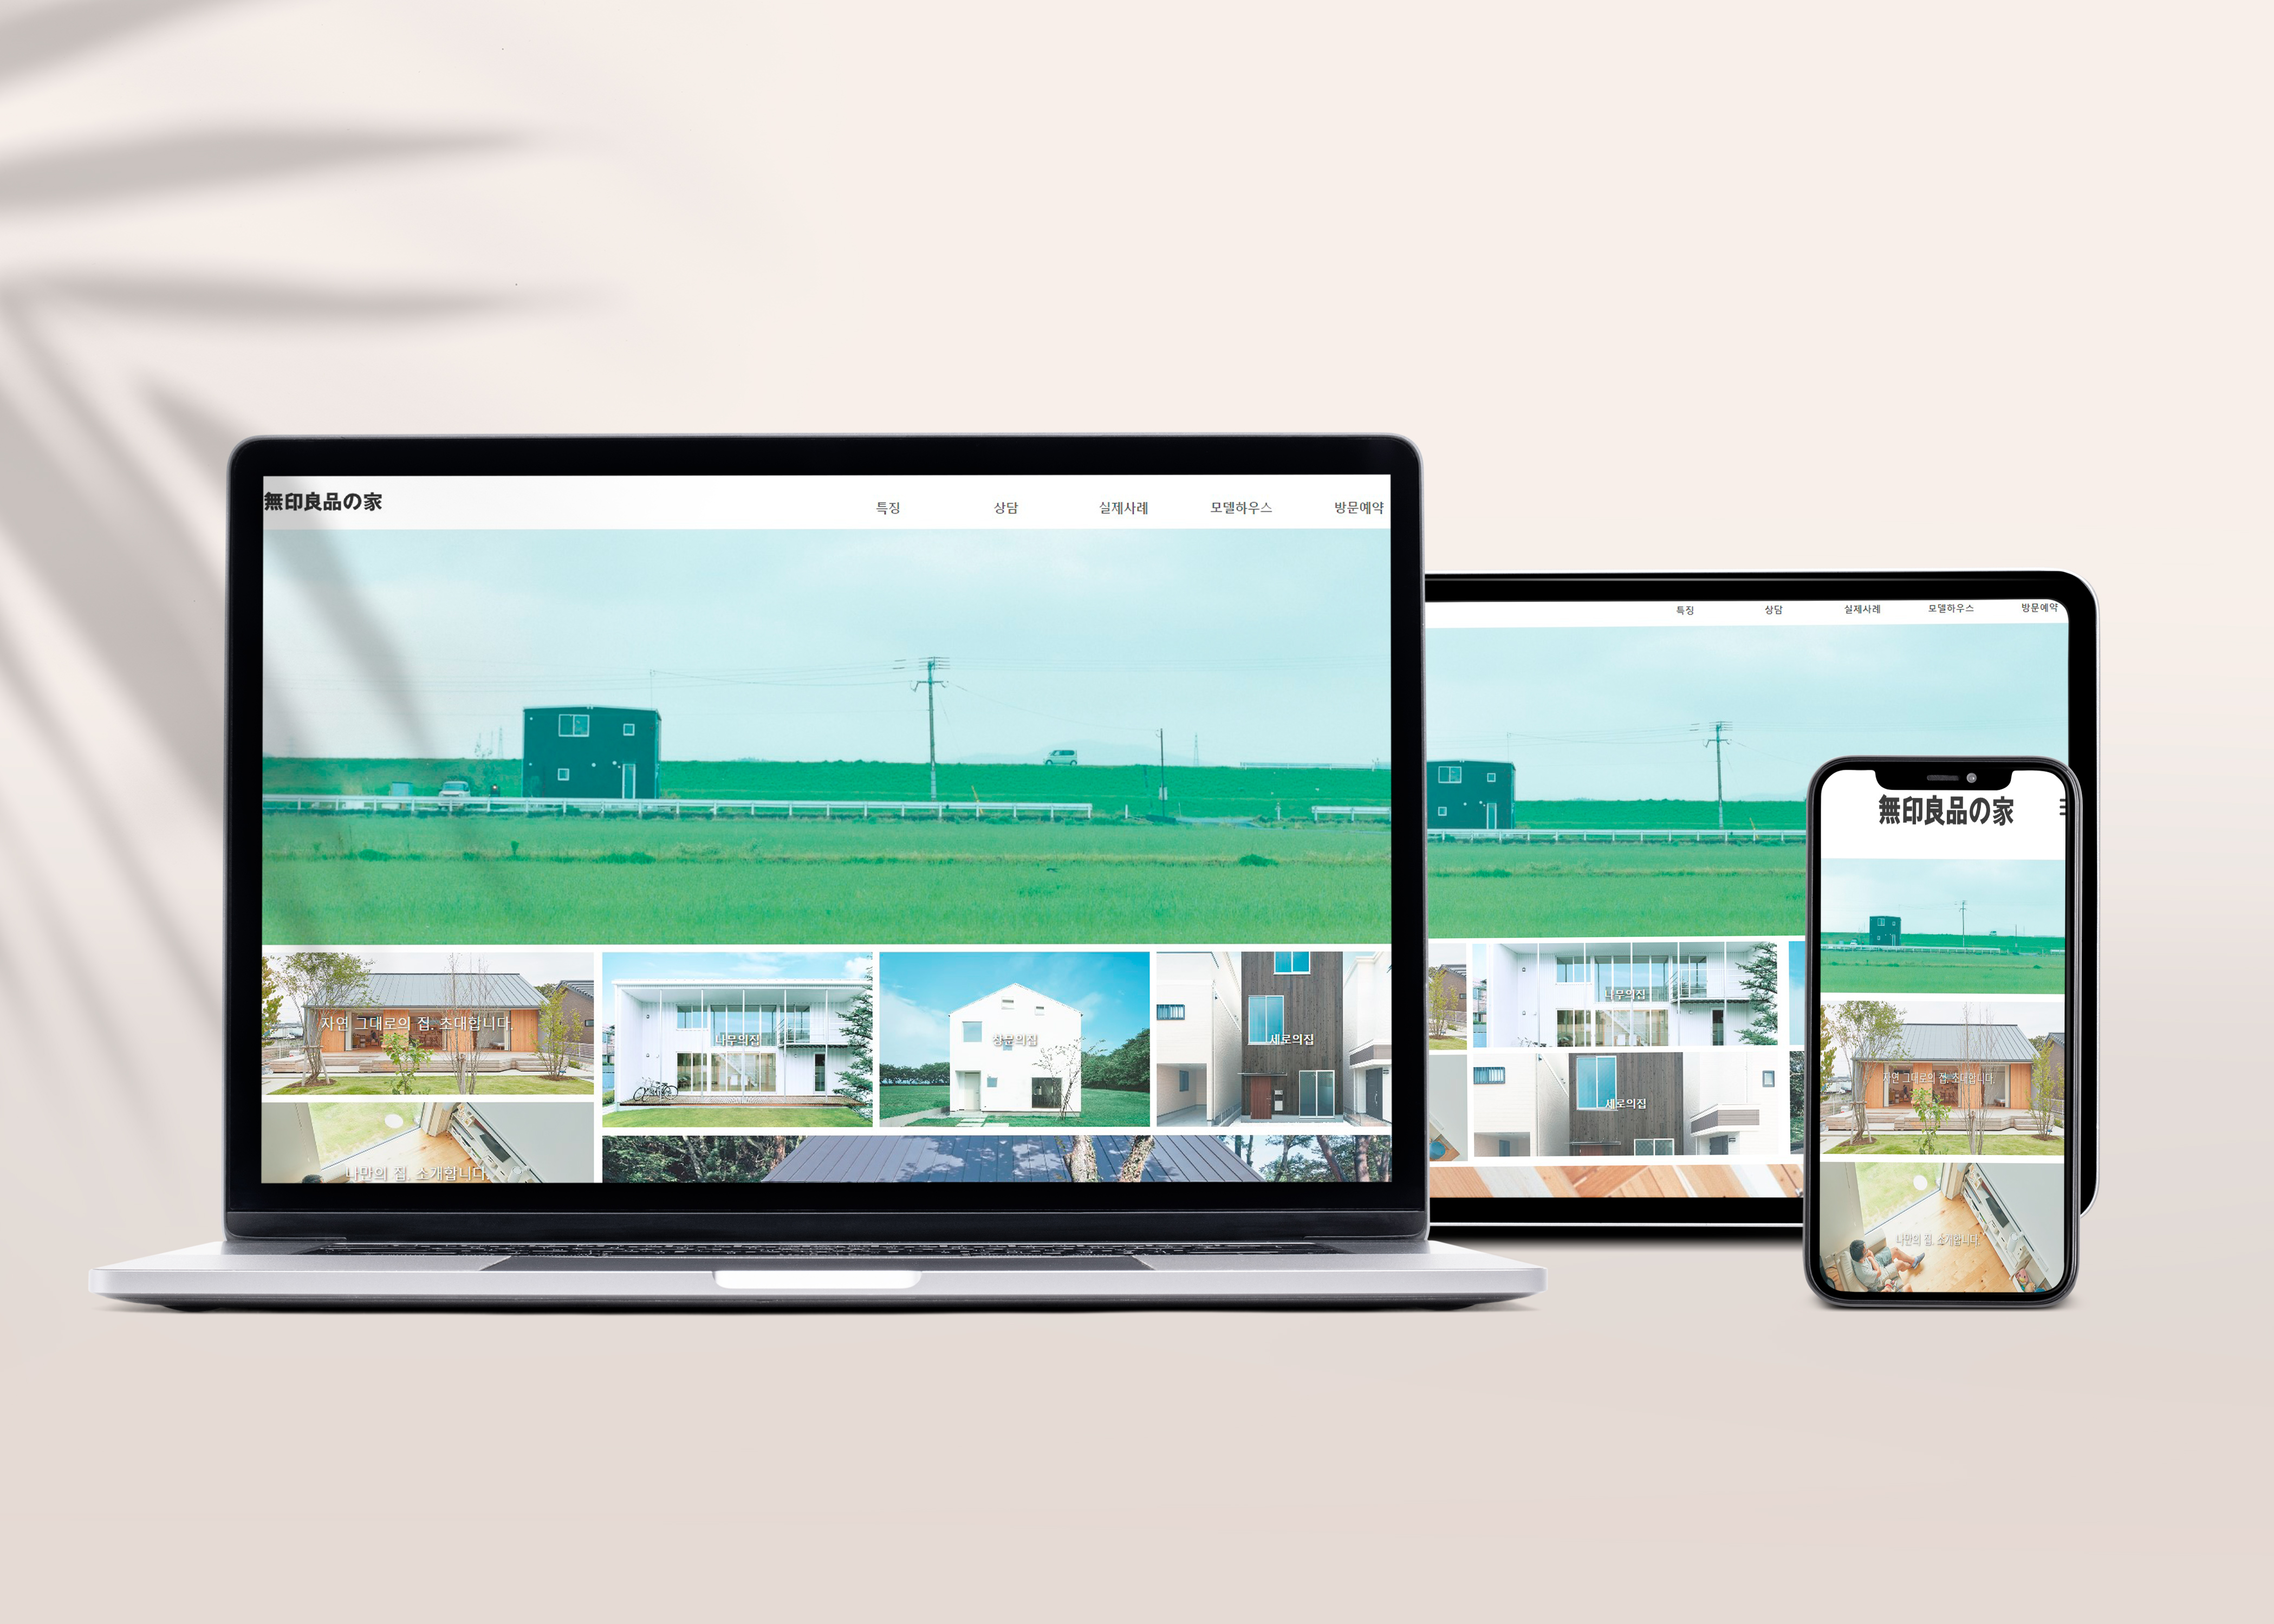 無印良品の家
특징 상담 실제사례 모델하우스 방문예약
자연 그대로의 집. 초대합니다.
나무의집
창문의집
세로의집
나만의 집. 소개합니다.
특징 상담 실제사례 모델하우스 방문예약
나무의집
세로의집
無印良品の家
자연 그대로의 집. 초대합니다.
나만의 집. 소개합니다.